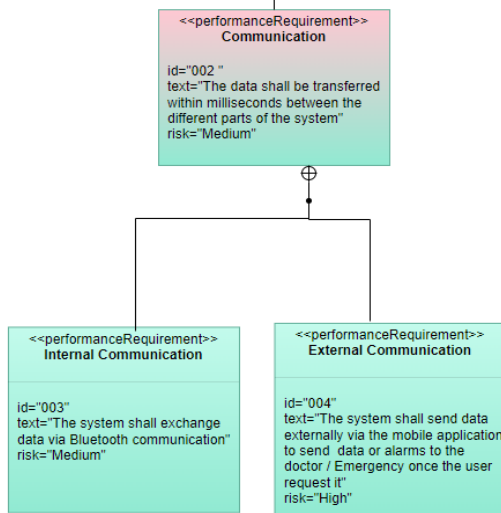 <<performanceRequirement>>
Communication
id="002 "
text="The data shall be transferred
within milliseconds between the
different parts of the system"
risk="Medium"
<<performanceRequirement>>
Internal Communication
id="003"
text="The system shall exchange
data via Bluetooth communication"
risk="Medium"
<<performanceRequirement>>
External Communication
id="004"
text="The system shall send data
externally via the mobile application
to send  data or alarms to the
doctor / Emergency once the user
request it"
risk="High"